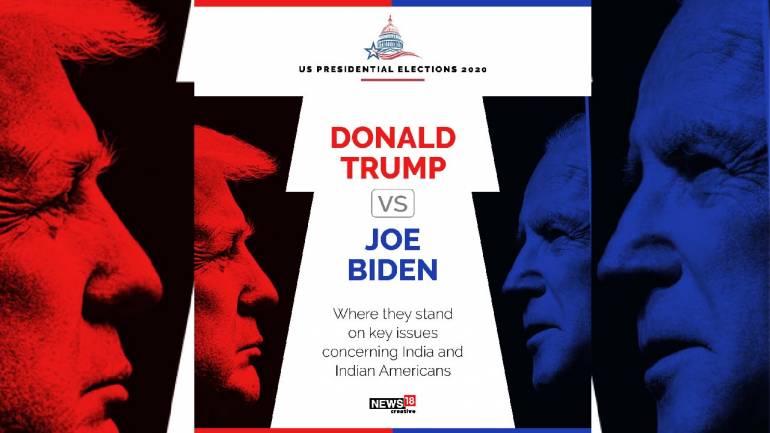 US PRESIDENTIAL ELECTIONS 2020
DONALD
TRUMP
VS
JOE
BIDEN
Where they stand
on key issues
concerning India and
Indian Americans
NEWS18
creative